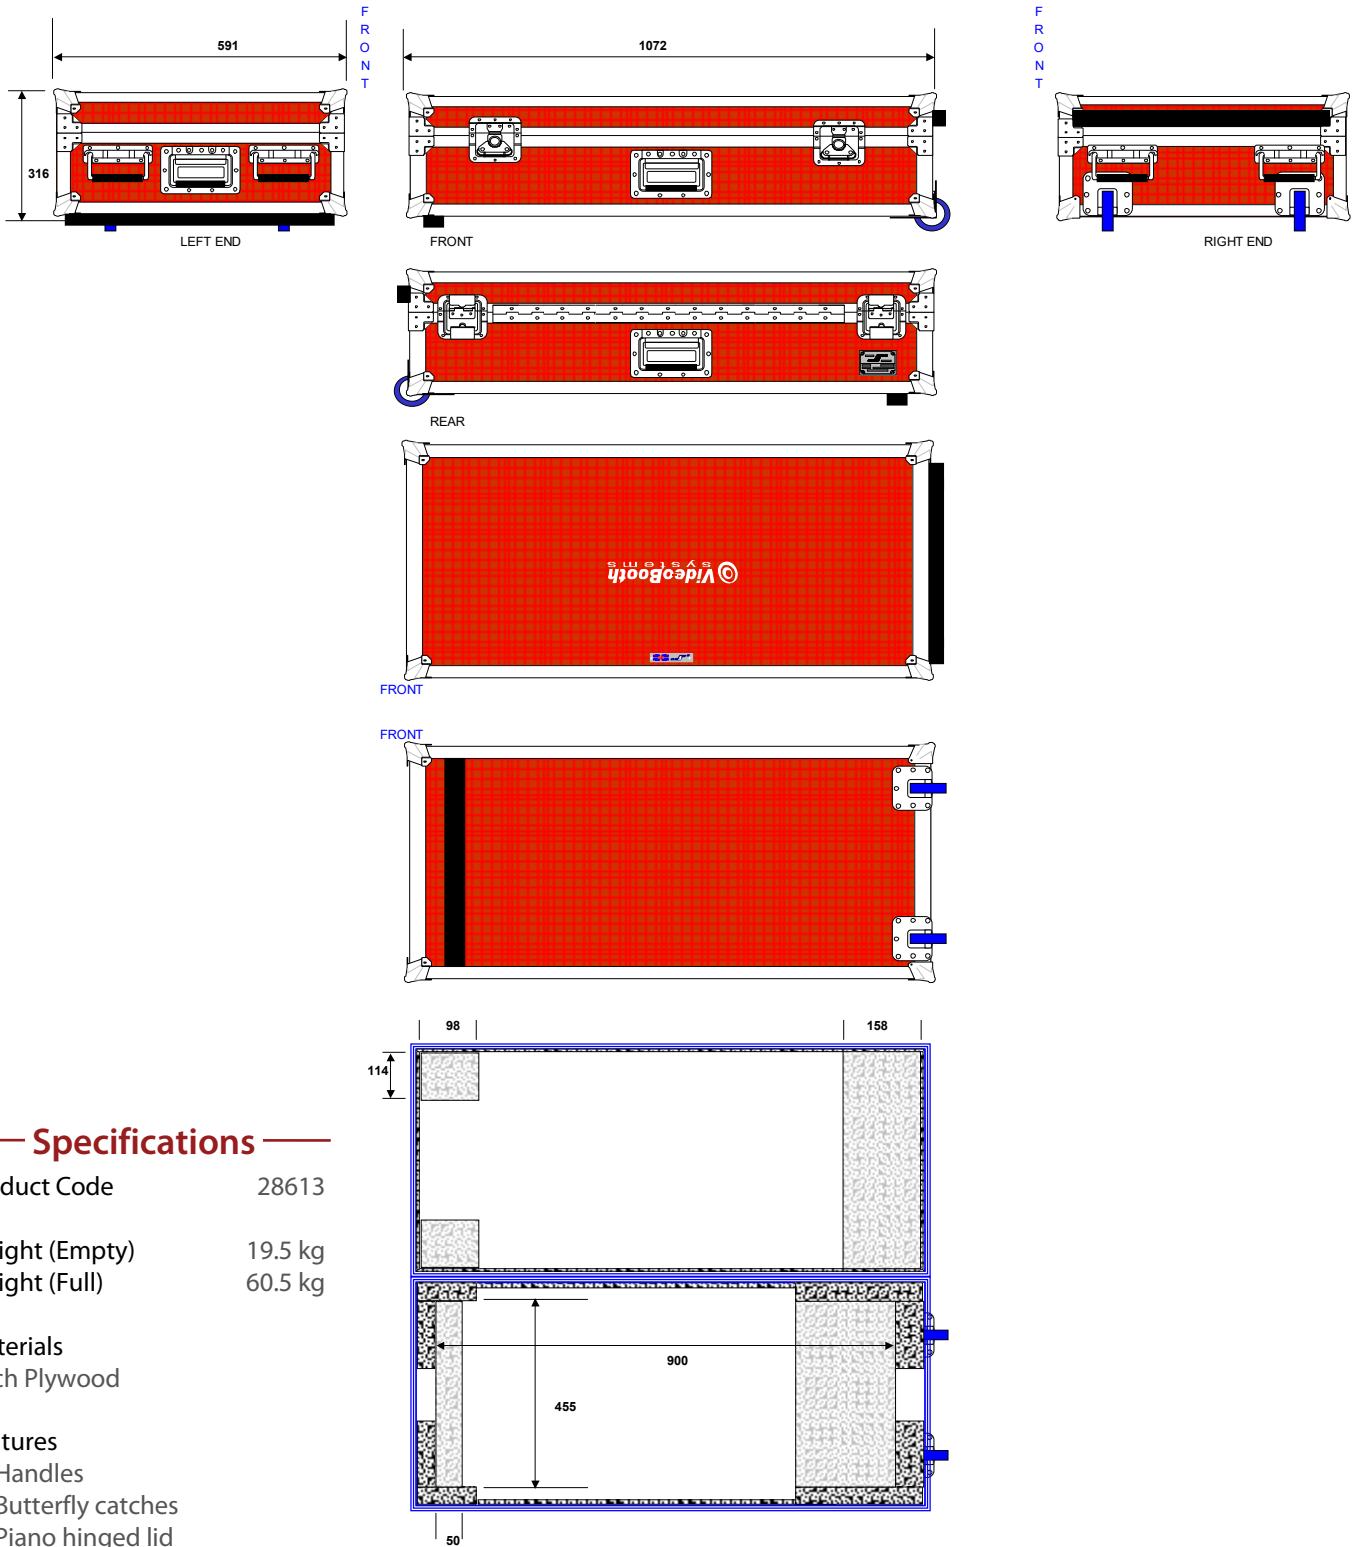 FRONT
FRONT
591
1072
316
LEFT END
FRONT
RIGHT END
REAR
VideoBooth
systems
FRONT
FRONT
98
158
114
Specifications
duct Code 28613
ight (Empty) 19.5 kg
ight (Full) 60.5 kg
terials
ch Plywood
tures
Handles
Butterfly catches
Piano hinged lid
900
455
50